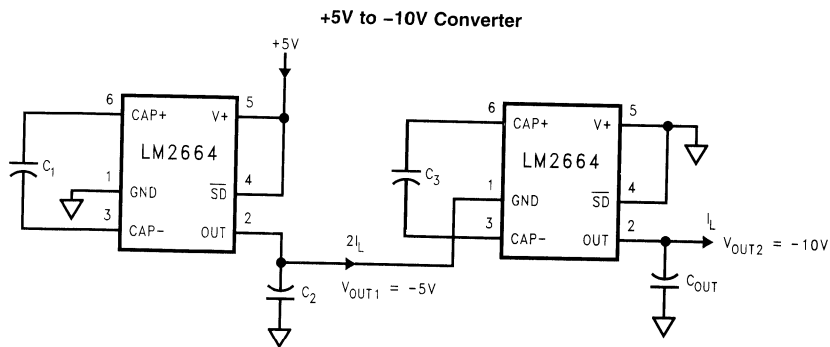 +5V to –10V Converter
+5V
6 CAP+ V+ 5
LM2664
C1
1 GND SD 4
3 CAP- OUT 2
2IL
C2
VOUT1 = -5V
6 CAP+ V+ 5
LM2664
C3
1 GND SD 4
3 CAP- OUT 2
IL
VOUT2 = -10V
COUT